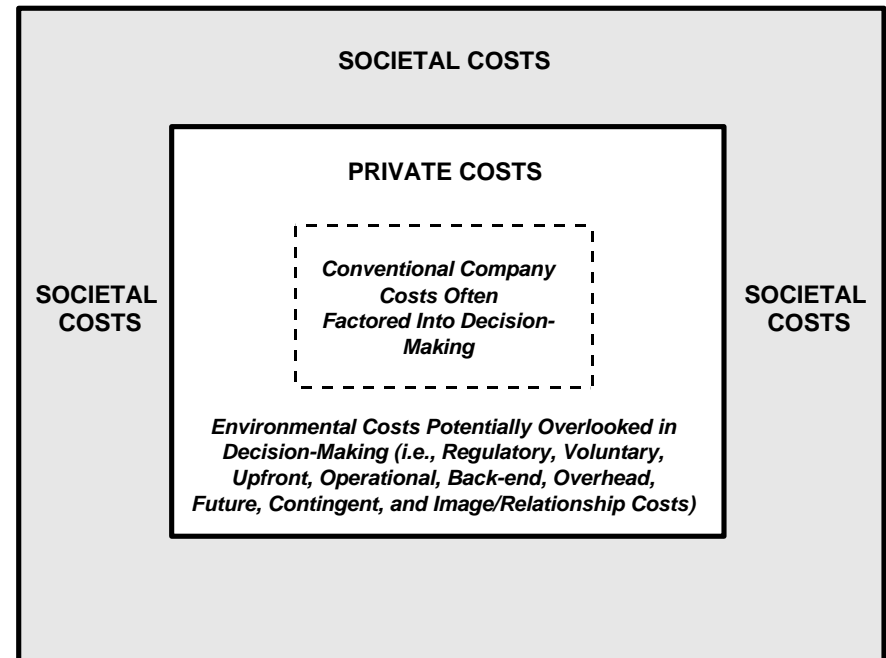 SOCIETAL COSTS
PRIVATE COSTS
Conventional Company
Costs Often
Factored Into Decision-
Making
SOCIETAL
COSTS
SOCIETAL
COSTS
Environmental Costs Potentially Overlooked in
Decision-Making (i.e., Regulatory, Voluntary,
Upfront, Operational, Back-end, Overhead,
Future, Contingent, and Image/Relationship Costs)